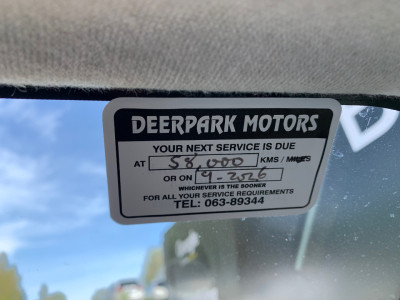 DEERPARK MOTORS
YOUR NEXT SERVICE IS DUE
AT 58,000 KMS / MILES
OR ON 9-2026
WHICHEVER IS THE SOONER
FOR ALL YOUR SERVICE REQUIREMENTS
TEL: 063-89344